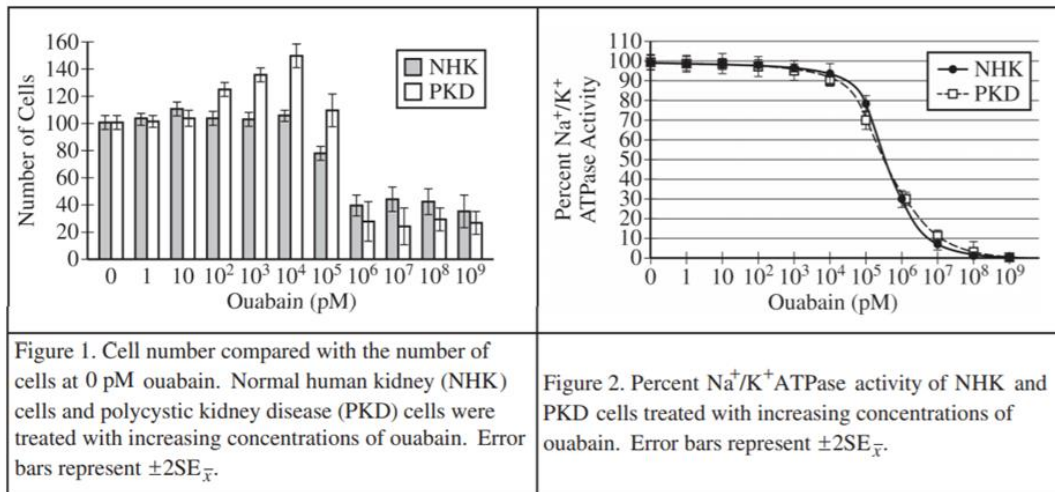 160
140
120
100
80
60
40
20
0
Number of Cells
NHK
PKD
0 1 10 10² 10³ 10⁴ 10⁵ 10⁶ 10⁷ 10⁸ 10⁹
Ouabain (pM)
110
100
90
80
70
60
50
40
30
20
10
0
Percent Na⁺/K⁺
ATPase Activity
NHK
PKD
0 1 10 10² 10³ 10⁴ 10⁵ 10⁶ 10⁷ 10⁸ 10⁹
Ouabain (pM)
Figure 1. Cell number compared with the number of
cells at 0 pM ouabain. Normal human kidney (NHK)
cells and polycystic kidney disease (PKD) cells were
treated with increasing concentrations of ouabain. Error
bars represent ±2SEx̄.
Figure 2. Percent Na⁺/K⁺ATPase activity of NHK and
PKD cells treated with increasing concentrations of
ouabain. Error bars represent ±2SEx̄.